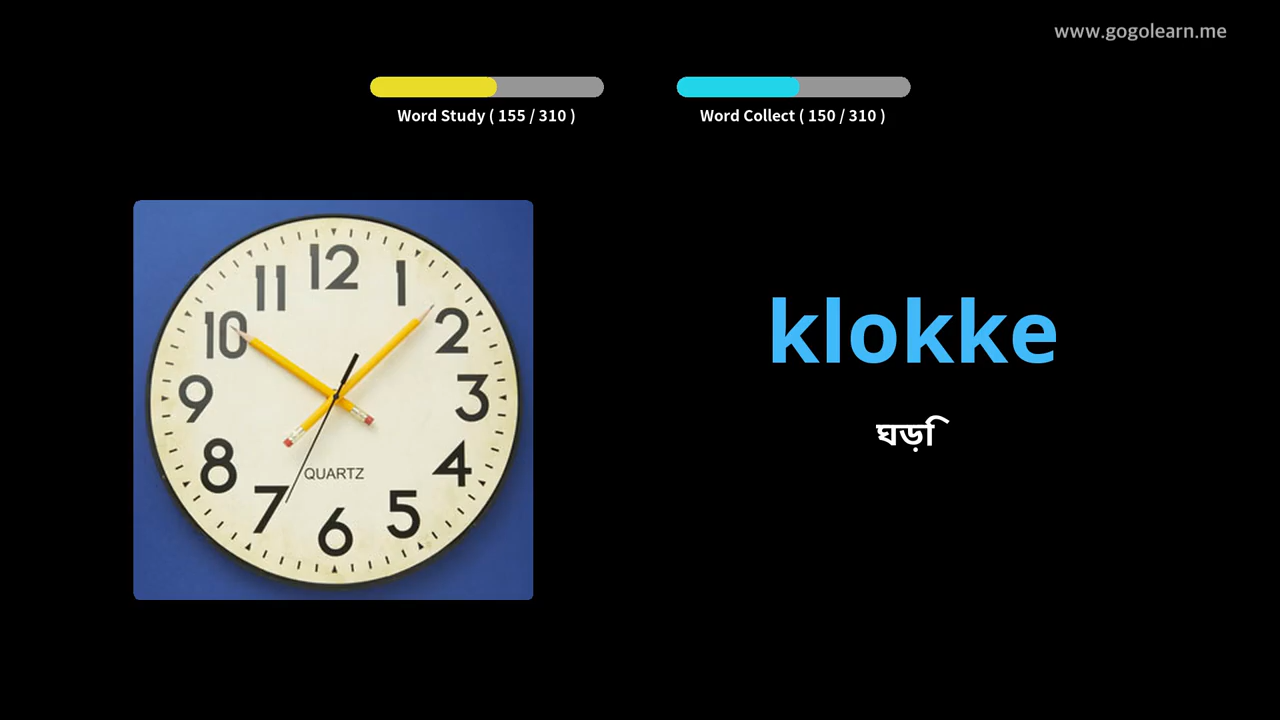 www.gogolearn.me
Word Study ( 155 / 310 )
Word Collect ( 150 / 310 )
12
11
1
10
2
9
3
8
4
QUARTZ
7
5
6
klokke
ঘড়ি